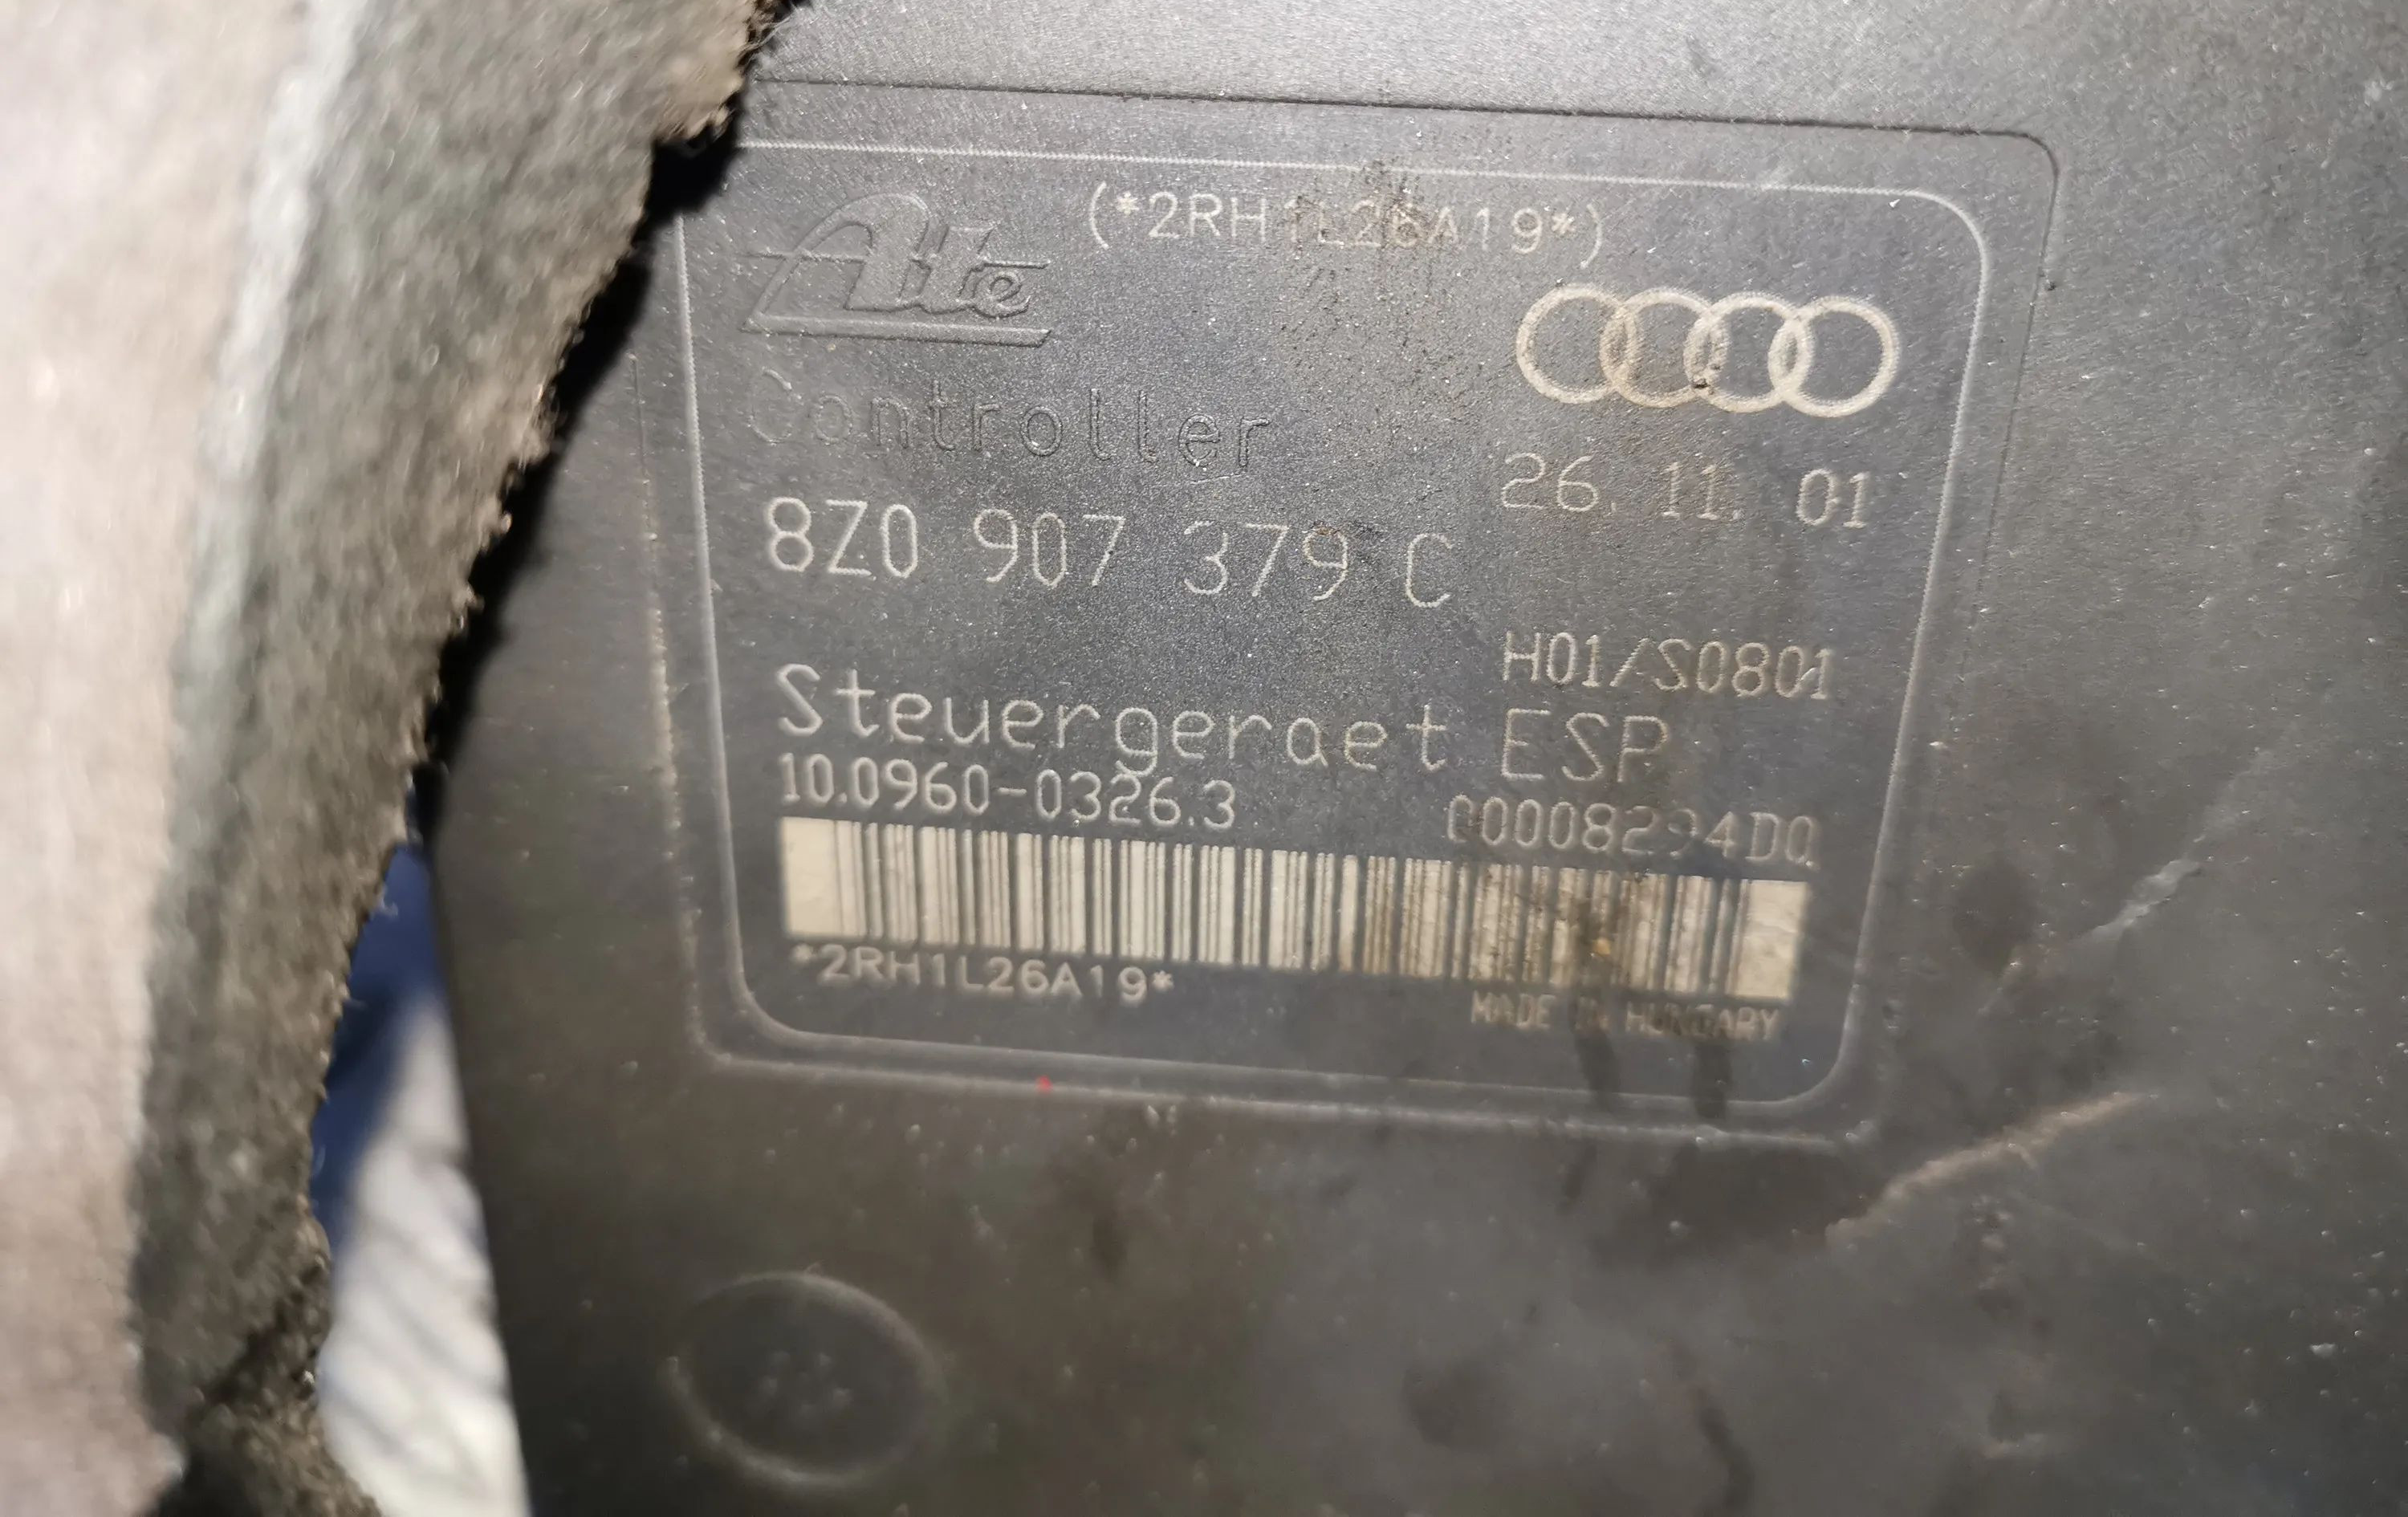 (*2RH1L26A19*)
Ate
Controller
26. 11. 01
8Z0 907 379 C
H01/S0801
Steuergeraet ESP
10.0960-0326.3 00008294D0
*2RH1L26A19*
MADE IN HUNGARY